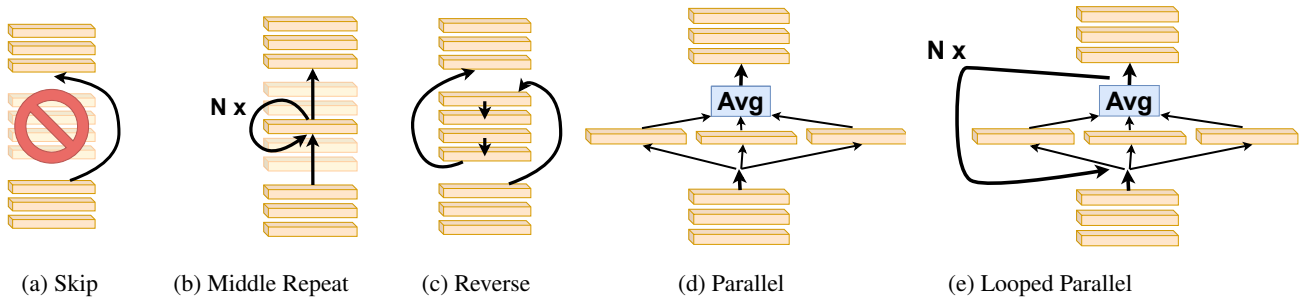 N x
N x
Avg
Avg
(a) Skip
(b) Middle Repeat
(c) Reverse
(d) Parallel
(e) Looped Parallel